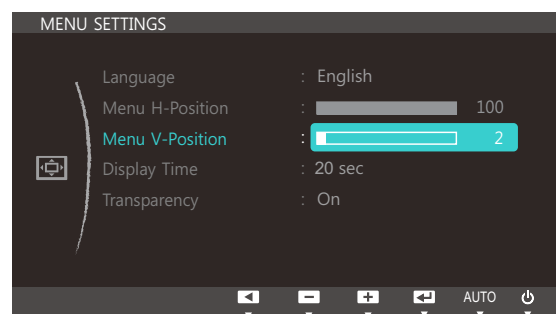 MENU SETTINGS
Language : English
Menu H-Position : 100
Menu V-Position : 2
Display Time : 20 sec
Transparency : On
AUTO